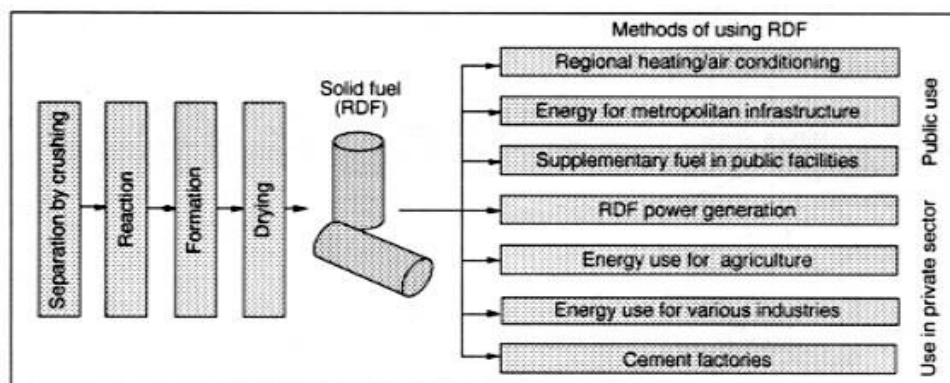 Methods of using RDF
Separation by crushing
Reaction
Formation
Drying
Solid fuel
(RDF)
Regional heating/air conditioning
Energy for metropolitan infrastructure
Supplementary fuel in public facilities
RDF power generation
Energy use for agriculture
Energy use for various industries
Cement factories
Public use
Use in private sector